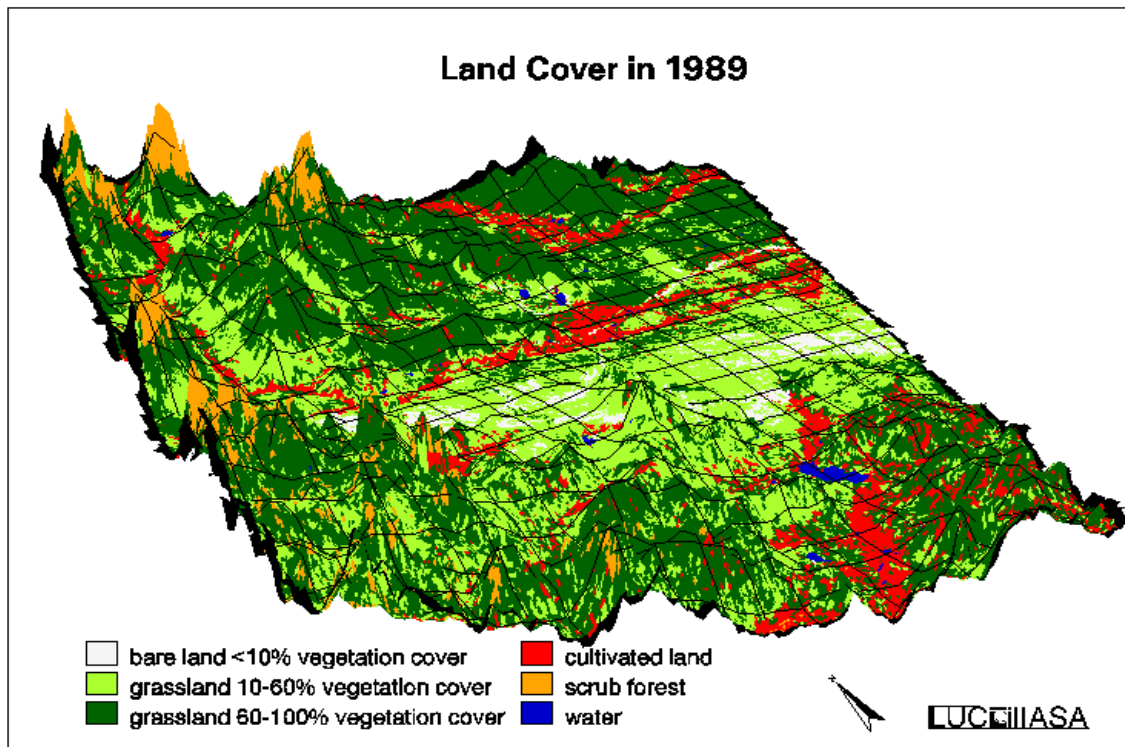 Land Cover in 1989
bare land <10% vegetation cover
grassland 10-60% vegetation cover
grassland 60-100% vegetation cover
cultivated land
scrub forest
water